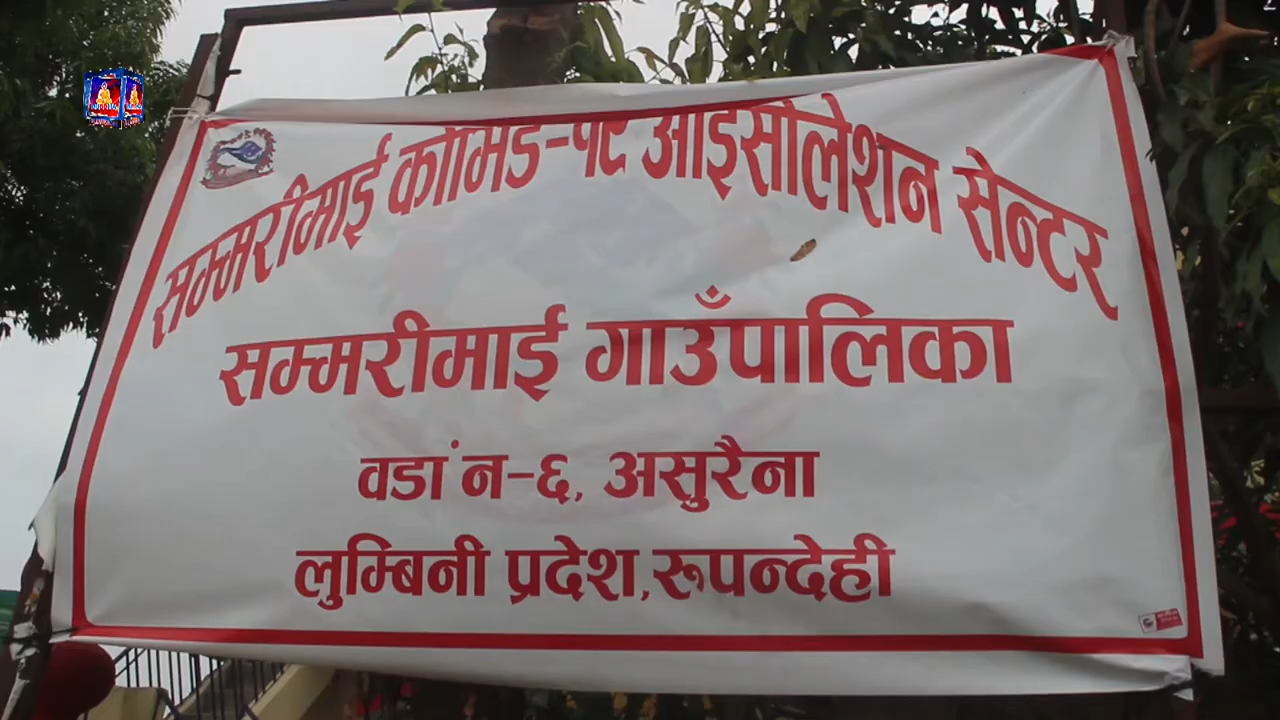 सम्मरीमाई कोभिड-१९ आइसोलेशन सेन्टर
सम्मरीमाई गाउँपालिका
वडा नं-६, असुरैना
लुम्बिनी प्रदेश,रूपन्देही